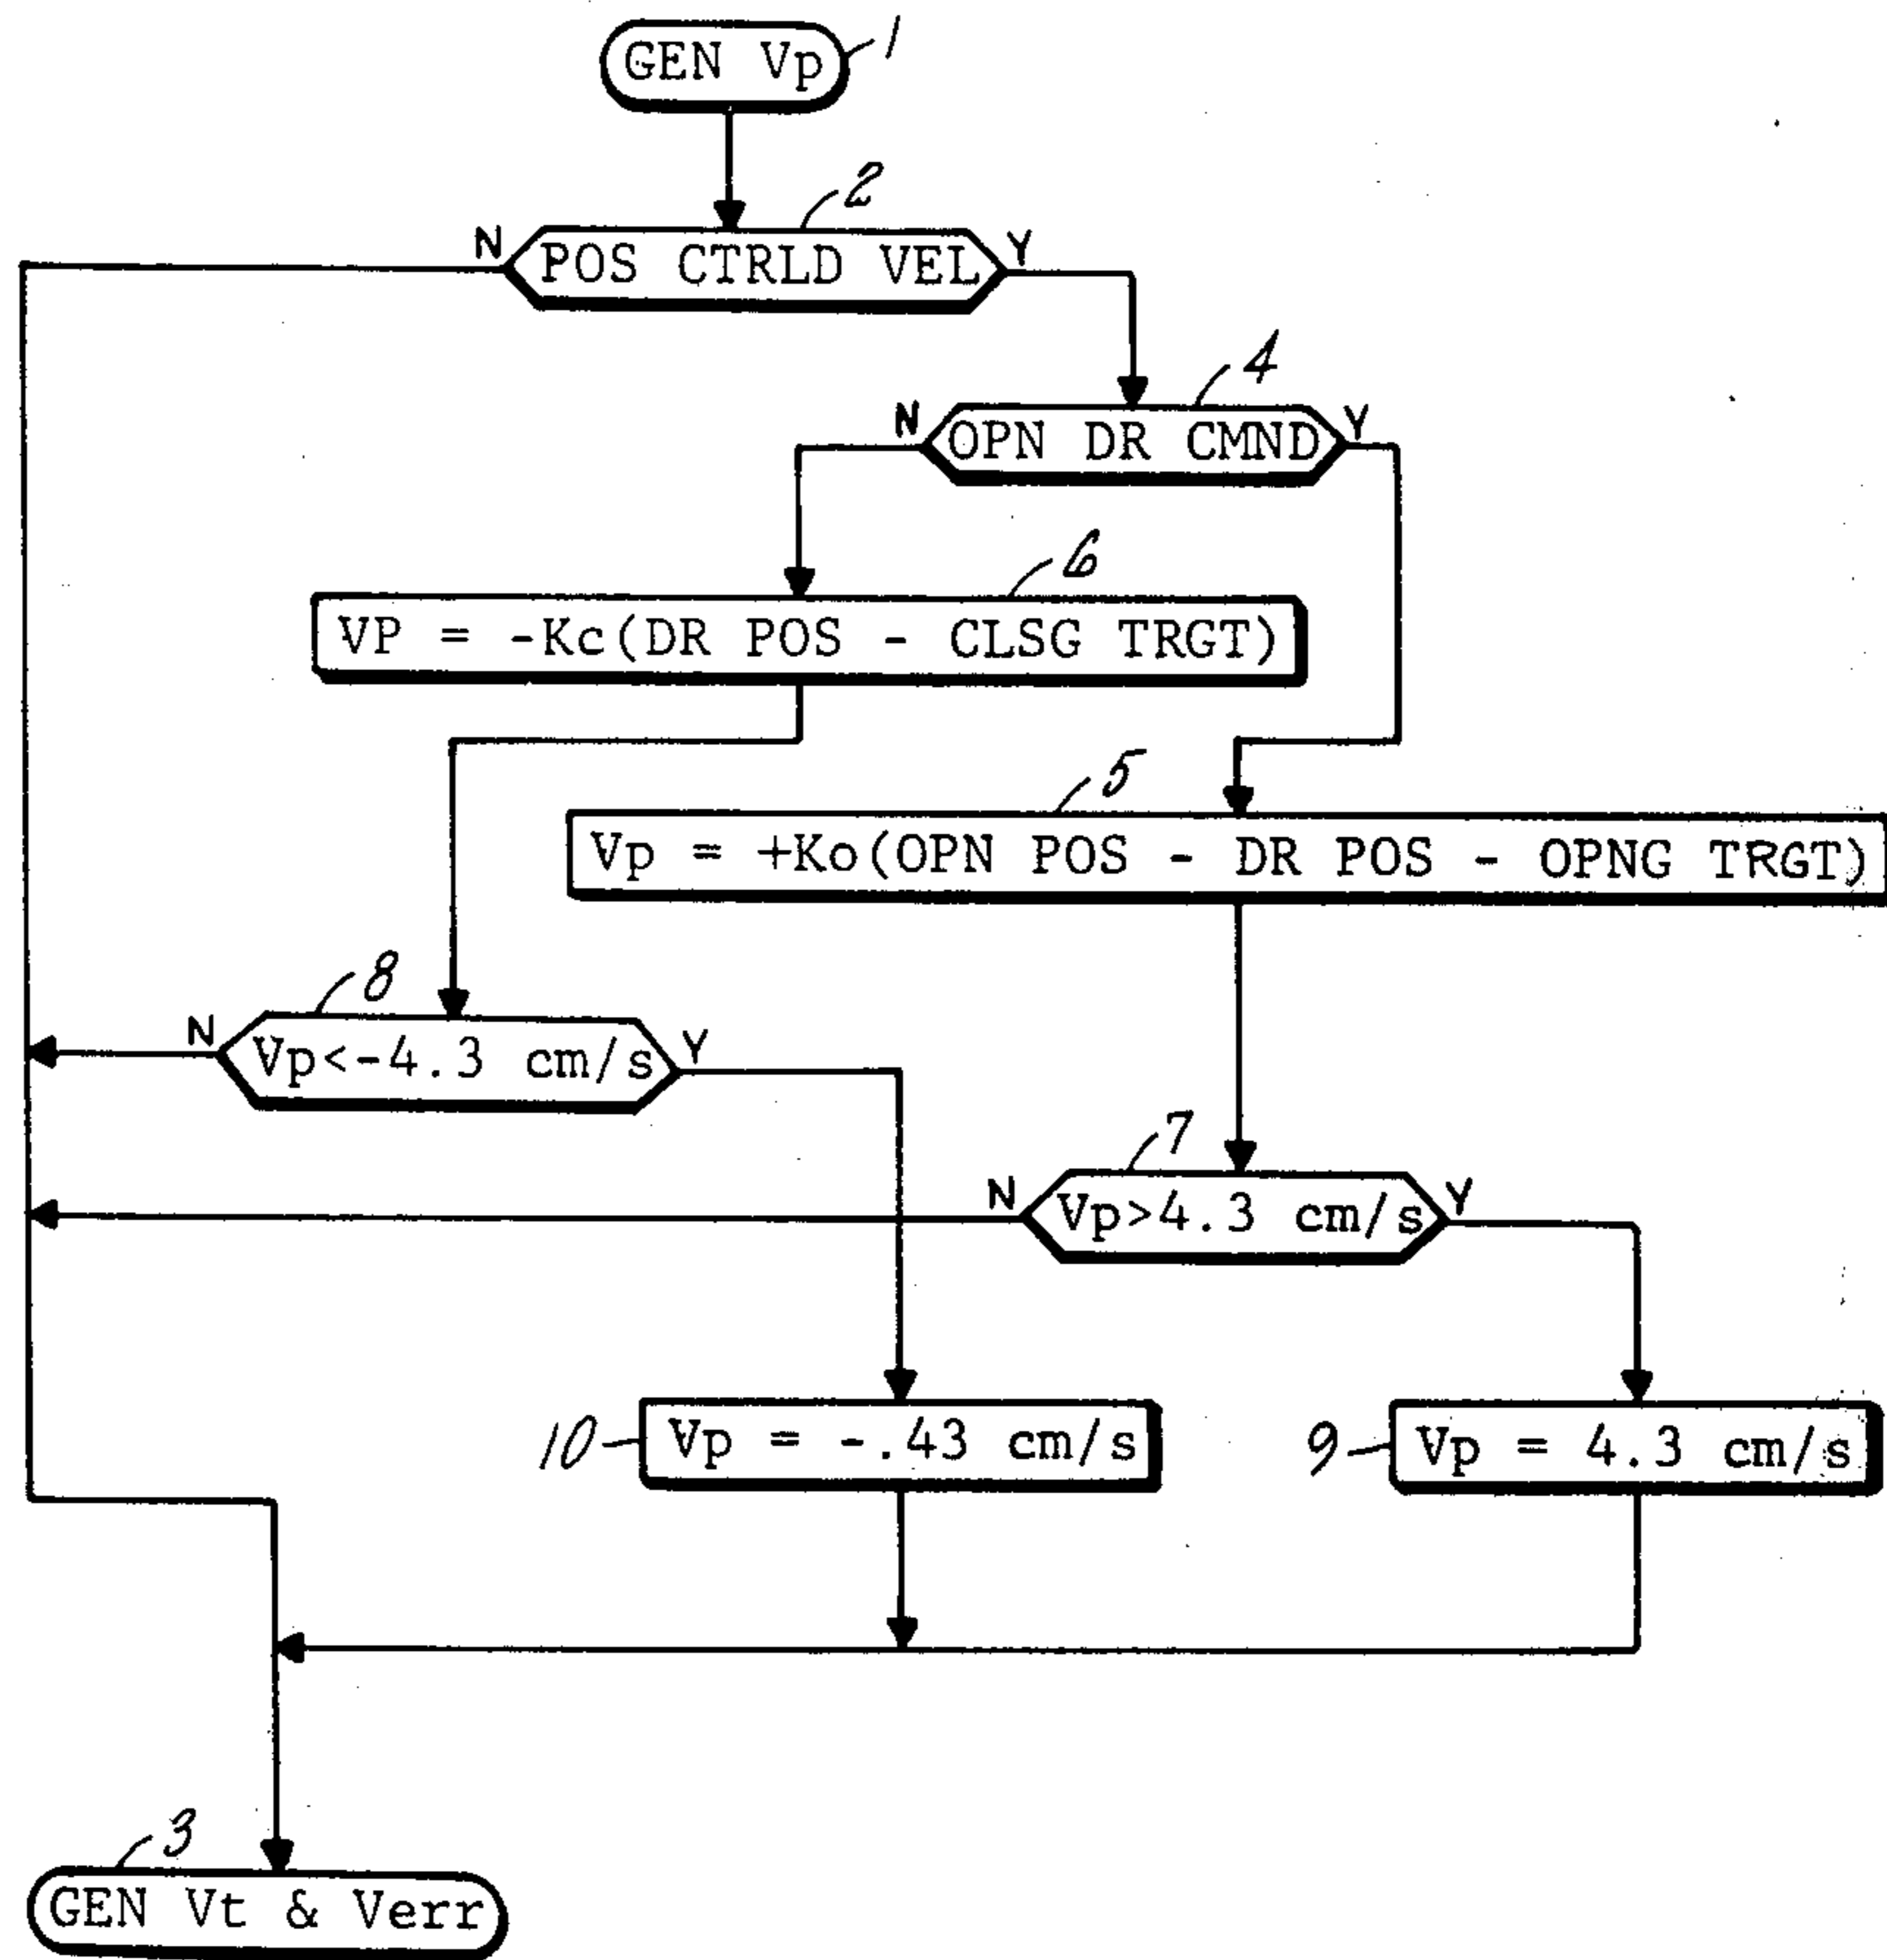 GEN Vp
1
2
N
POS CTRLD VEL
Y
4
N
OPN DR CMND
Y
6
VP = -Kc(DR POS - CLSG TRGT)
5
Vp = +Ko(OPN POS - DR POS - OPNG TRGT)
8
N
Vp<-4.3 cm/s
Y
7
N
Vp>4.3 cm/s
Y
10
Vp = -.43 cm/s
9
Vp = 4.3 cm/s
3
GEN Vt & Verr